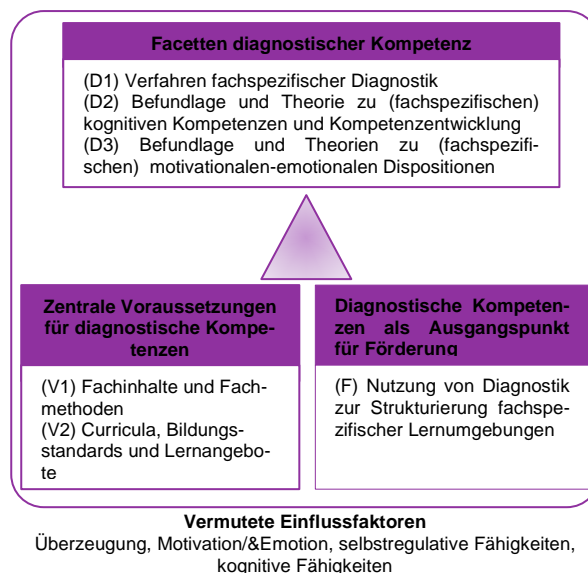 Facetten diagnostischer Kompetenz
(D1) Verfahren fachspezifischer Diagnostik
(D2) Befundlage und Theorie zu (fachspezifischen)
kognitiven Kompetenzen und Kompetenzentwicklung
(D3) Befundlage und Theorien zu (fachspezifi-
schen) motivationalen-emotionalen Dispositionen
Zentrale Voraussetzungen
für diagnostische Kompe-
tenzen
(V1) Fachinhalte und Fach-
methoden
(V2) Curricula, Bildungs-
standards und Lernangebo-
te
Diagnostische Kompeten-
zen als Ausgangspunkt
für Förderung
(F) Nutzung von Diagnostik
zur Strukturierung fachspe-
zifischer Lernumgebungen
Vermutete Einflussfaktoren
Überzeugung, Motivation/&Emotion, selbstregulative Fähigkeiten,
kognitive Fähigkeiten